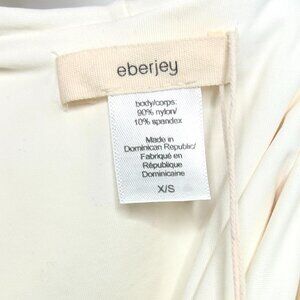 eberjey
body/corps:
90% nylon/
10% spandex
Made in
Dominican Republic/
Fabriqué en
République
Dominicaine
X/S